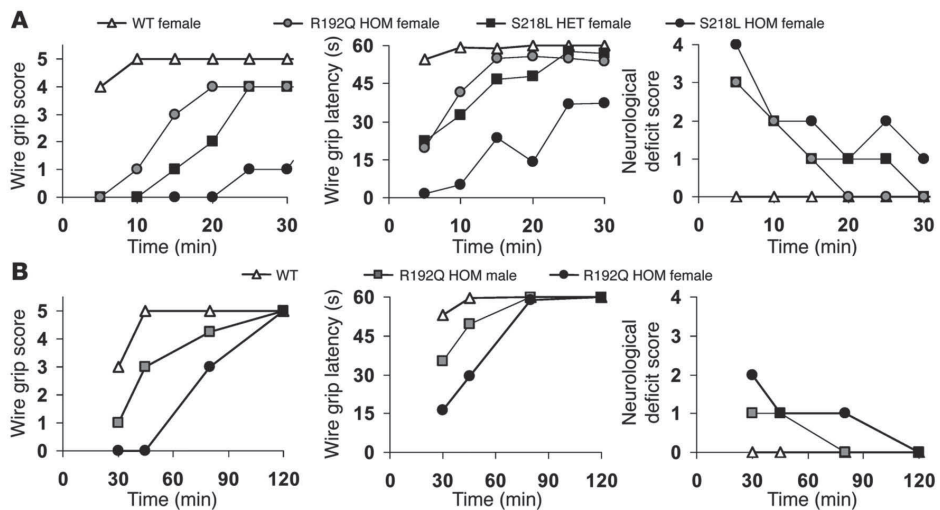 A
WT female R192Q HOM female S218L HET female S218L HOM female
Wire grip score
5
4
3
2
1
0
0 10 20 30
Time (min)
Wire grip latency (s)
60
45
30
15
0
0 10 20 30
Time (min)
Neurological
deficit score
4
3
2
1
0
0 10 20 30
Time (min)
B
WT R192Q HOM male R192Q HOM female
Wire grip score
5
4
3
2
1
0
0 30 60 90 120
Time (min)
Wire grip latency (s)
60
45
30
15
0
0 30 60 90 120
Time (min)
Neurological
deficit score
4
3
2
1
0
0 30 60 90 120
Time (min)